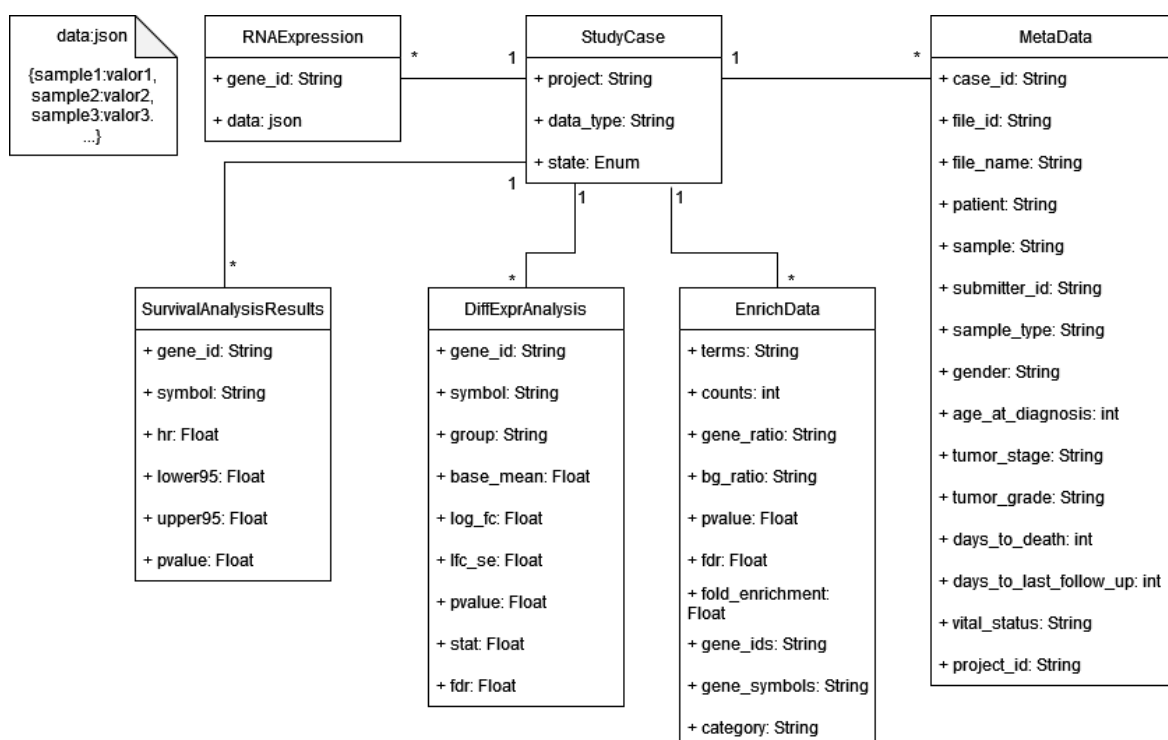 data:json
{sample1:valor1,
sample2:valor2,
sample3:valor3.
...}
RNAExpression
+ gene_id: String
+ data: json
*
1
StudyCase
+ project: String
+ data_type: String
+ state: Enum
1
*
MetaData
+ case_id: String
+ file_id: String
+ file_name: String
+ patient: String
+ sample: String
+ submitter_id: String
+ sample_type: String
+ gender: String
+ age_at_diagnosis: int
+ tumor_stage: String
+ tumor_grade: String
+ days_to_death: int
+ days_to_last_follow_up: int
+ vital_status: String
+ project_id: String
1
1
1
*
*
*
SurvivalAnalysisResults
+ gene_id: String
+ symbol: String
+ hr: Float
+ lower95: Float
+ upper95: Float
+ pvalue: Float
DiffExprAnalysis
+ gene_id: String
+ symbol: String
+ group: String
+ base_mean: Float
+ log_fc: Float
+ lfc_se: Float
+ pvalue: Float
+ stat: Float
+ fdr: Float
EnrichData
+ terms: String
+ counts: int
+ gene_ratio: String
+ bg_ratio: String
+ pvalue: Float
+ fdr: Float
+ fold_enrichment:
Float
+ gene_ids: String
+ gene_symbols: String
+ category: String